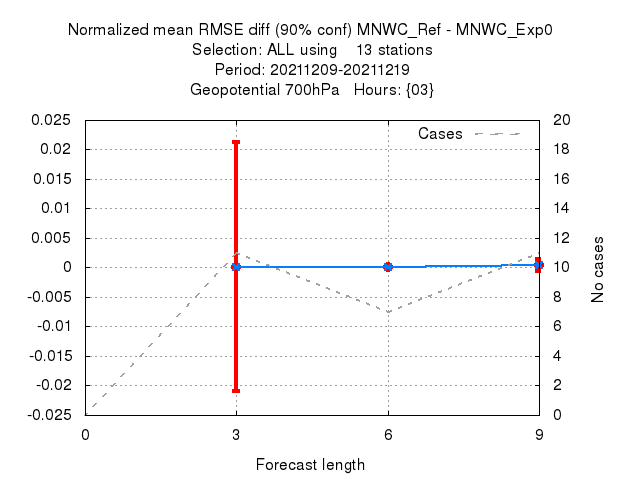 Normalized mean RMSE diff (90% conf) MNWC_Ref - MNWC_Exp0
Selection: ALL using 13 stations
Period: 20211209-20211219
Geopotential 700hPa Hours: {03}
Cases
0.025
0.02
0.015
0.01
0.005
0
-0.005
-0.01
-0.015
-0.02
-0.025
20
18
16
14
12
10
8
6
4
2
0
No cases
0 3 6 9
Forecast length